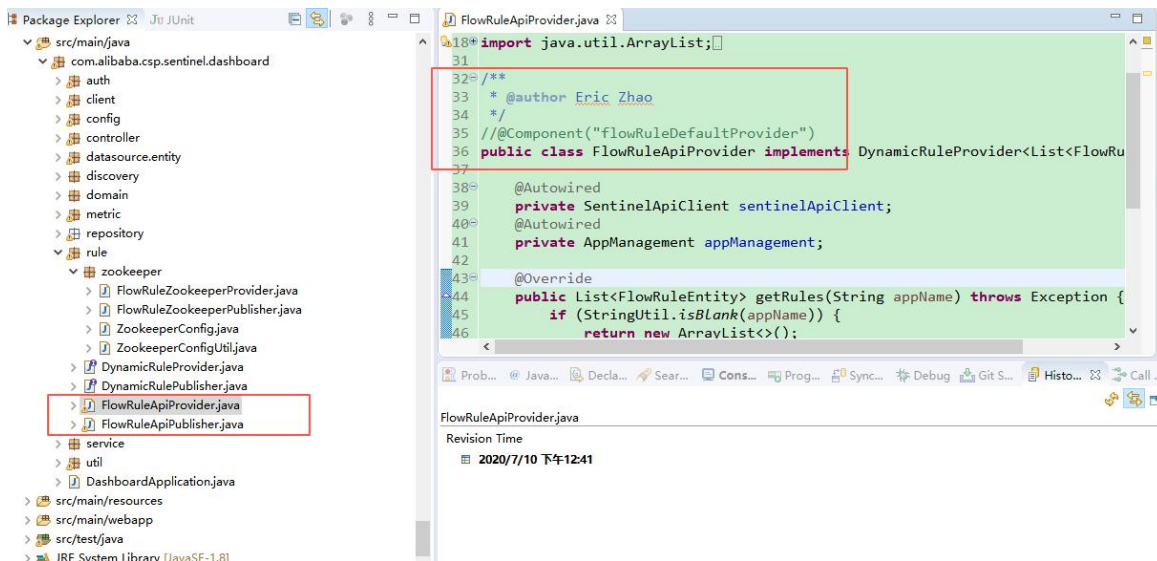 Package Explorer
JUnit
src/main/java
com.alibaba.csp.sentinel.dashboard
auth
client
config
controller
datasource.entity
discovery
domain
metric
repository
rule
zookeeper
FlowRuleZookeeperProvider.java
FlowRuleZookeeperPublisher.java
ZookeeperConfig.java
ZookeeperConfigUtil.java
DynamicRuleProvider.java
DynamicRulePublisher.java
FlowRuleApiProvider.java
FlowRuleApiPublisher.java
service
util
DashboardApplication.java
src/main/resources
src/main/webapp
src/test/java
JRE System Library [JavaSE-1.8]
FlowRuleApiProvider.java
18 import java.util.ArrayList;
31
32 /**
33 * @author Eric Zhao
34 */
35 //@Component("flowRuleDefaultProvider")
36 public class FlowRuleApiProvider implements DynamicRuleProvider<List<FlowRu
37
38 @Autowired
39 private SentinelApiClient sentinelApiClient;
40 @Autowired
41 private AppManagement appManagement;
42
43 @Override
44 public List<FlowRuleEntity> getRules(String appName) throws Exception {
45 if (StringUtil.isBlank(appName)) {
46 return new ArrayList<>();
Prob... @ Java... Decla... Sear... Cons... Prog... Sync... Debug Git S... Histo... Call .
FlowRuleApiProvider.java
Revision Time
2020/7/10 下午12:41